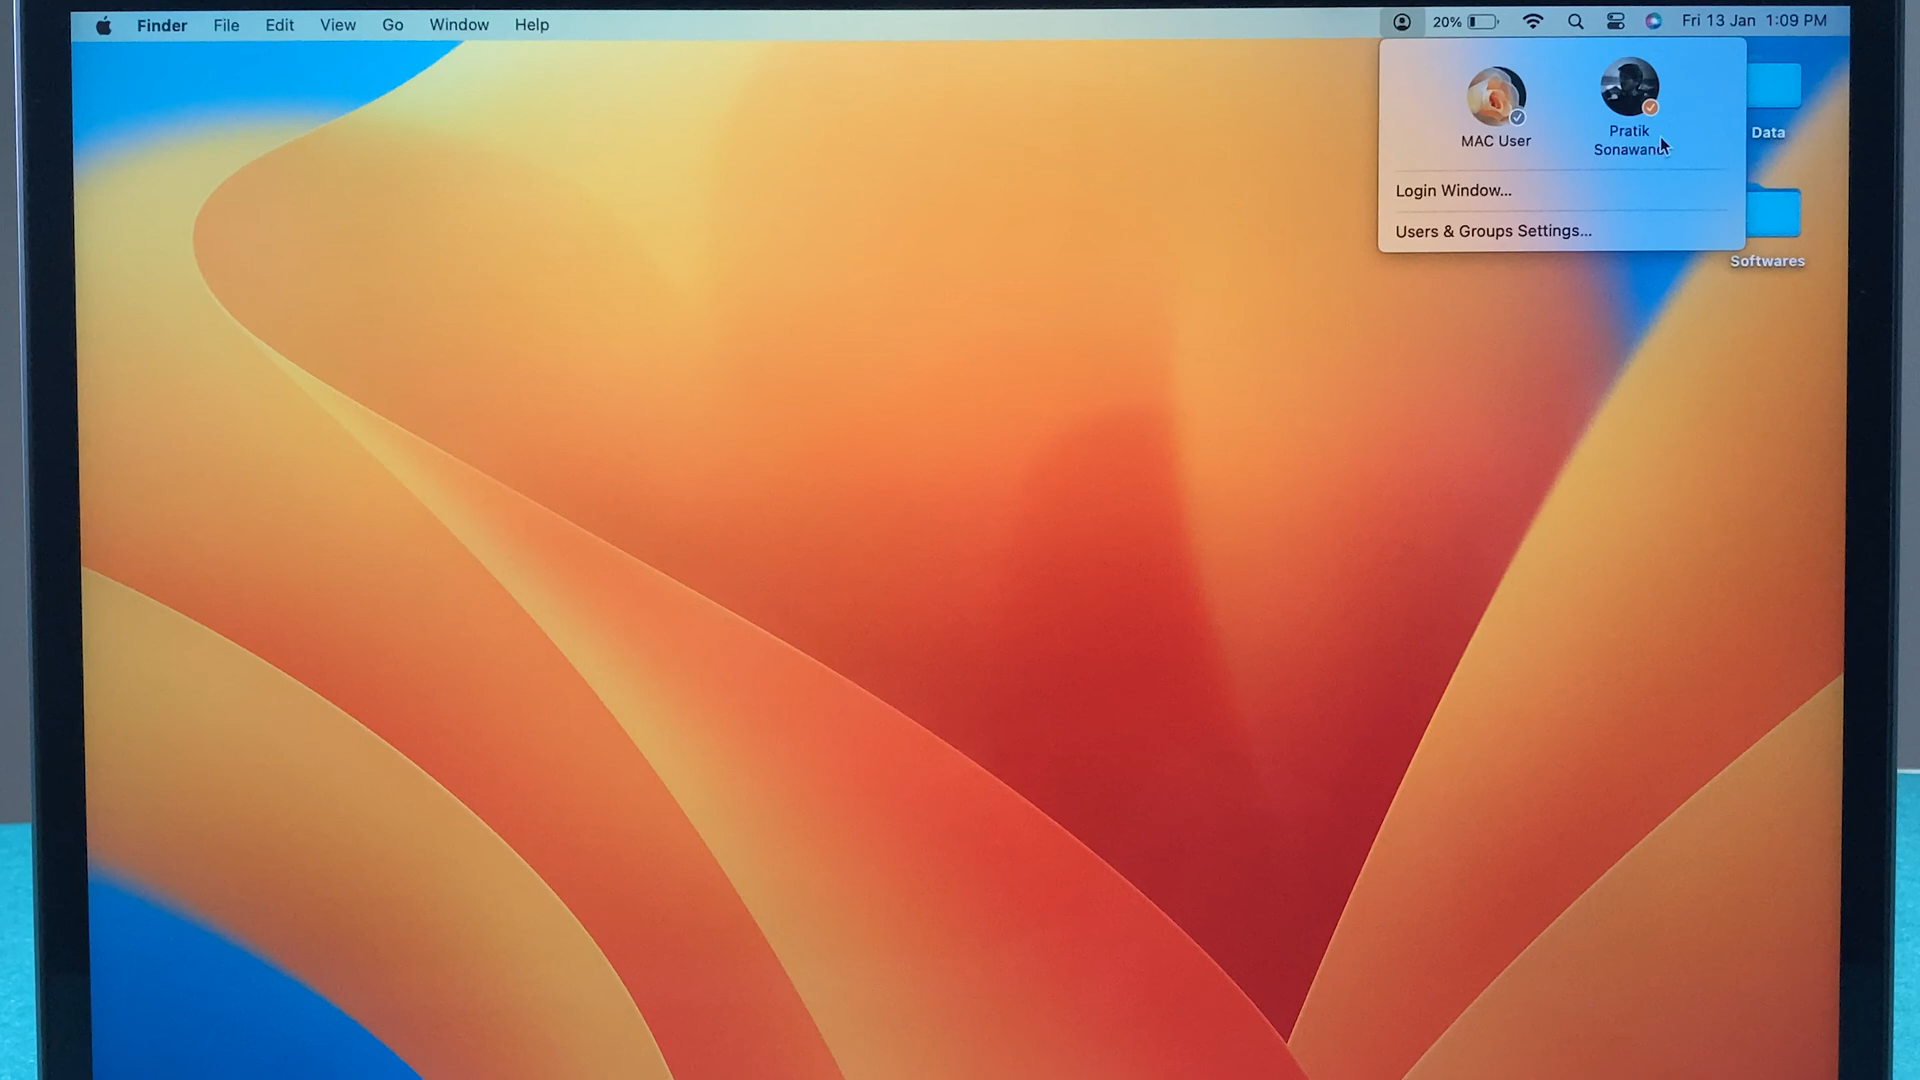 Finder File Edit View Go Window Help 20% Fri 13 Jan 1:09 PM
MAC User
Pratik
Sonawane
Login Window...
Users & Groups Settings...
Data
Softwares